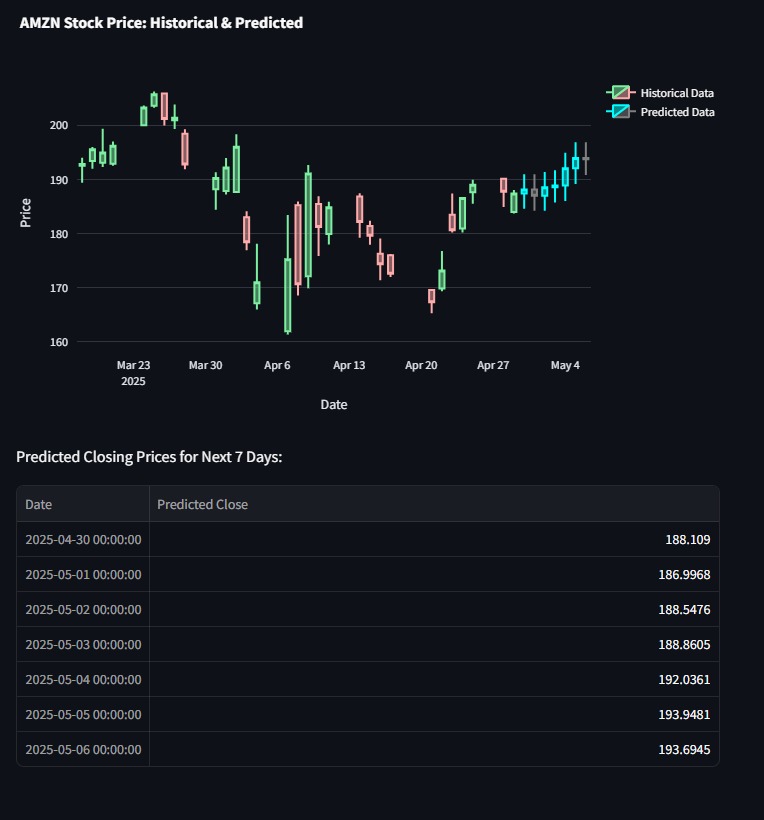 AMZN Stock Price: Historical & Predicted
Historical Data
Predicted Data
200
190
180
170
160
Price
Mar 23
2025
Mar 30
Apr 6
Apr 13
Apr 20
Apr 27
May 4
Date
Predicted Closing Prices for Next 7 Days:
Date Predicted Close
2025-04-30 00:00:00 188.109
2025-05-01 00:00:00 186.9968
2025-05-02 00:00:00 188.5476
2025-05-03 00:00:00 188.8605
2025-05-04 00:00:00 192.0361
2025-05-05 00:00:00 193.9481
2025-05-06 00:00:00 193.6945